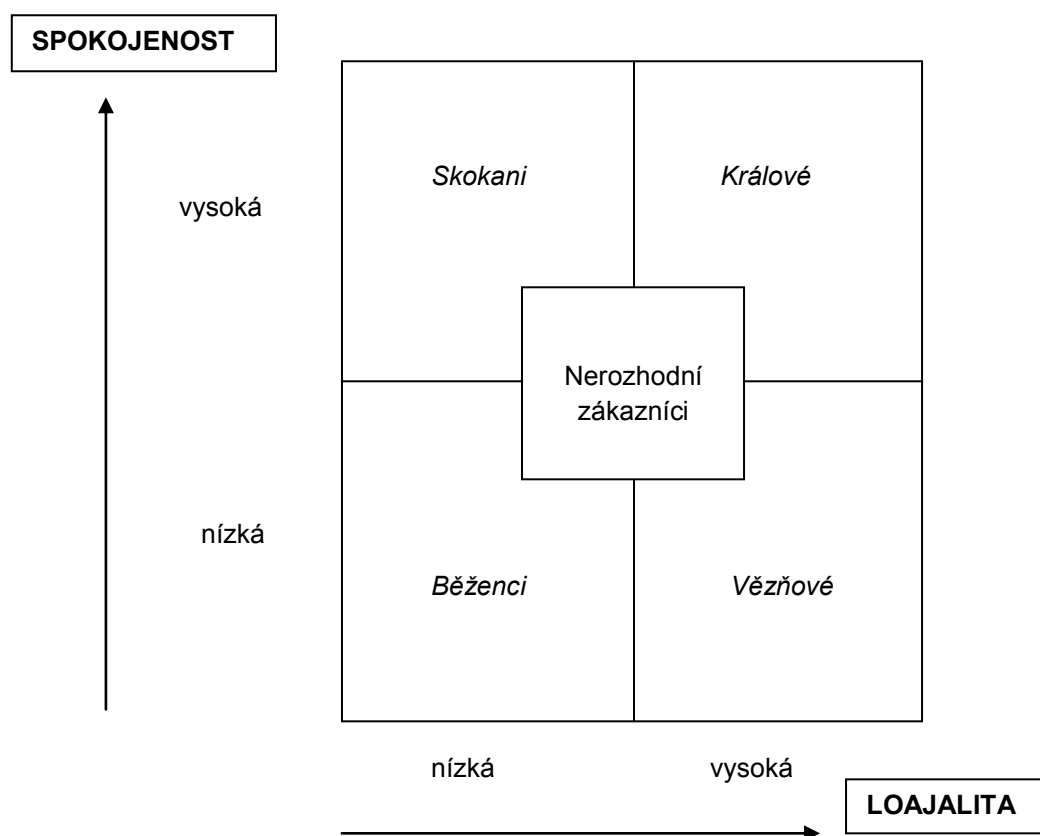 SPOKOJENOST
Skokani
Králové
vysoká
Nerozhodní
zákazníci
nízká
Běženci
Vězňové
nízká
vysoká
LOAJALITA